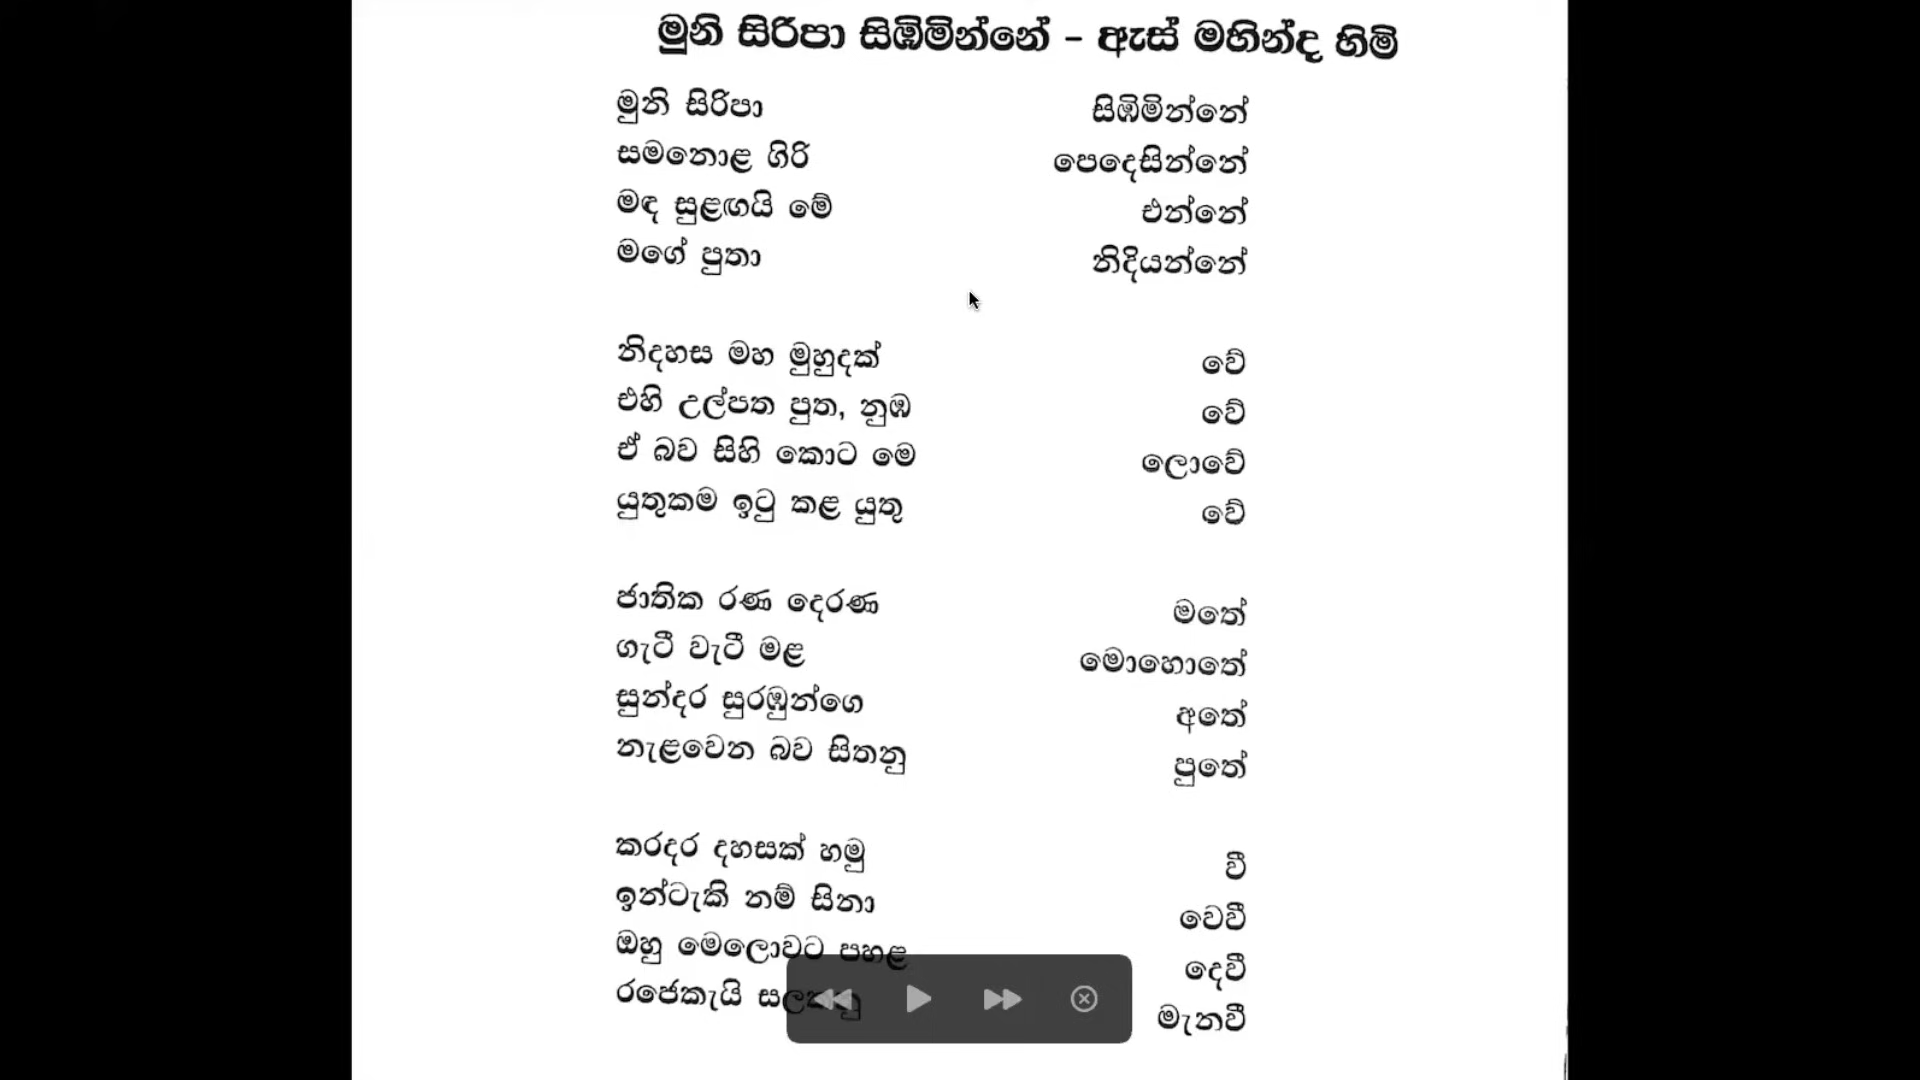 මුනි සිරිපා සිඹිමින්නේ – ඇස් මහින්ද හිමි
මුනි සිරිපා සිඹිමින්නේ
සමනොළ ගිරි පෙදෙසින්නේ
මඳ සුළඟයි මේ එන්නේ
මගේ පුතා නිදියන්නේ
නිදහස මහ මුහුදක් වේ
එහි උල්පත පුත, නුඹ වේ
ඒ බව සිහි කොට මෙ ලොවේ
යුතුකම ඉටු කළ යුතු වේ
ජාතික රණ දෙරණ මතේ
ගැටී වැටී මළ මොහොතේ
සුන්දර සුරඹුන්ගෙ අතේ
නැළවෙන බව සිතනු පුතේ
කරදර දහසක් හමු වී
ඉන්ටැකි නම් සිනා වෙවී
ඔහු මෙලොවට පහළ දෙවී
රජෙකැයි සලකනු මැනවී